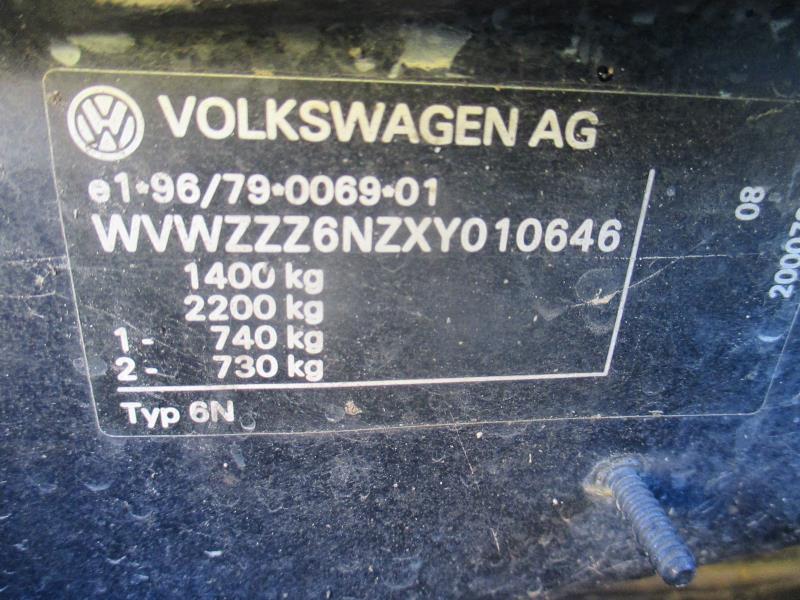 VOLKSWAGEN AG
e1*96/79*0069*01
WVWZZZ6NZXY010646
1400 kg
2200 kg
1- 740 kg
2- 730 kg
Typ 6N
08